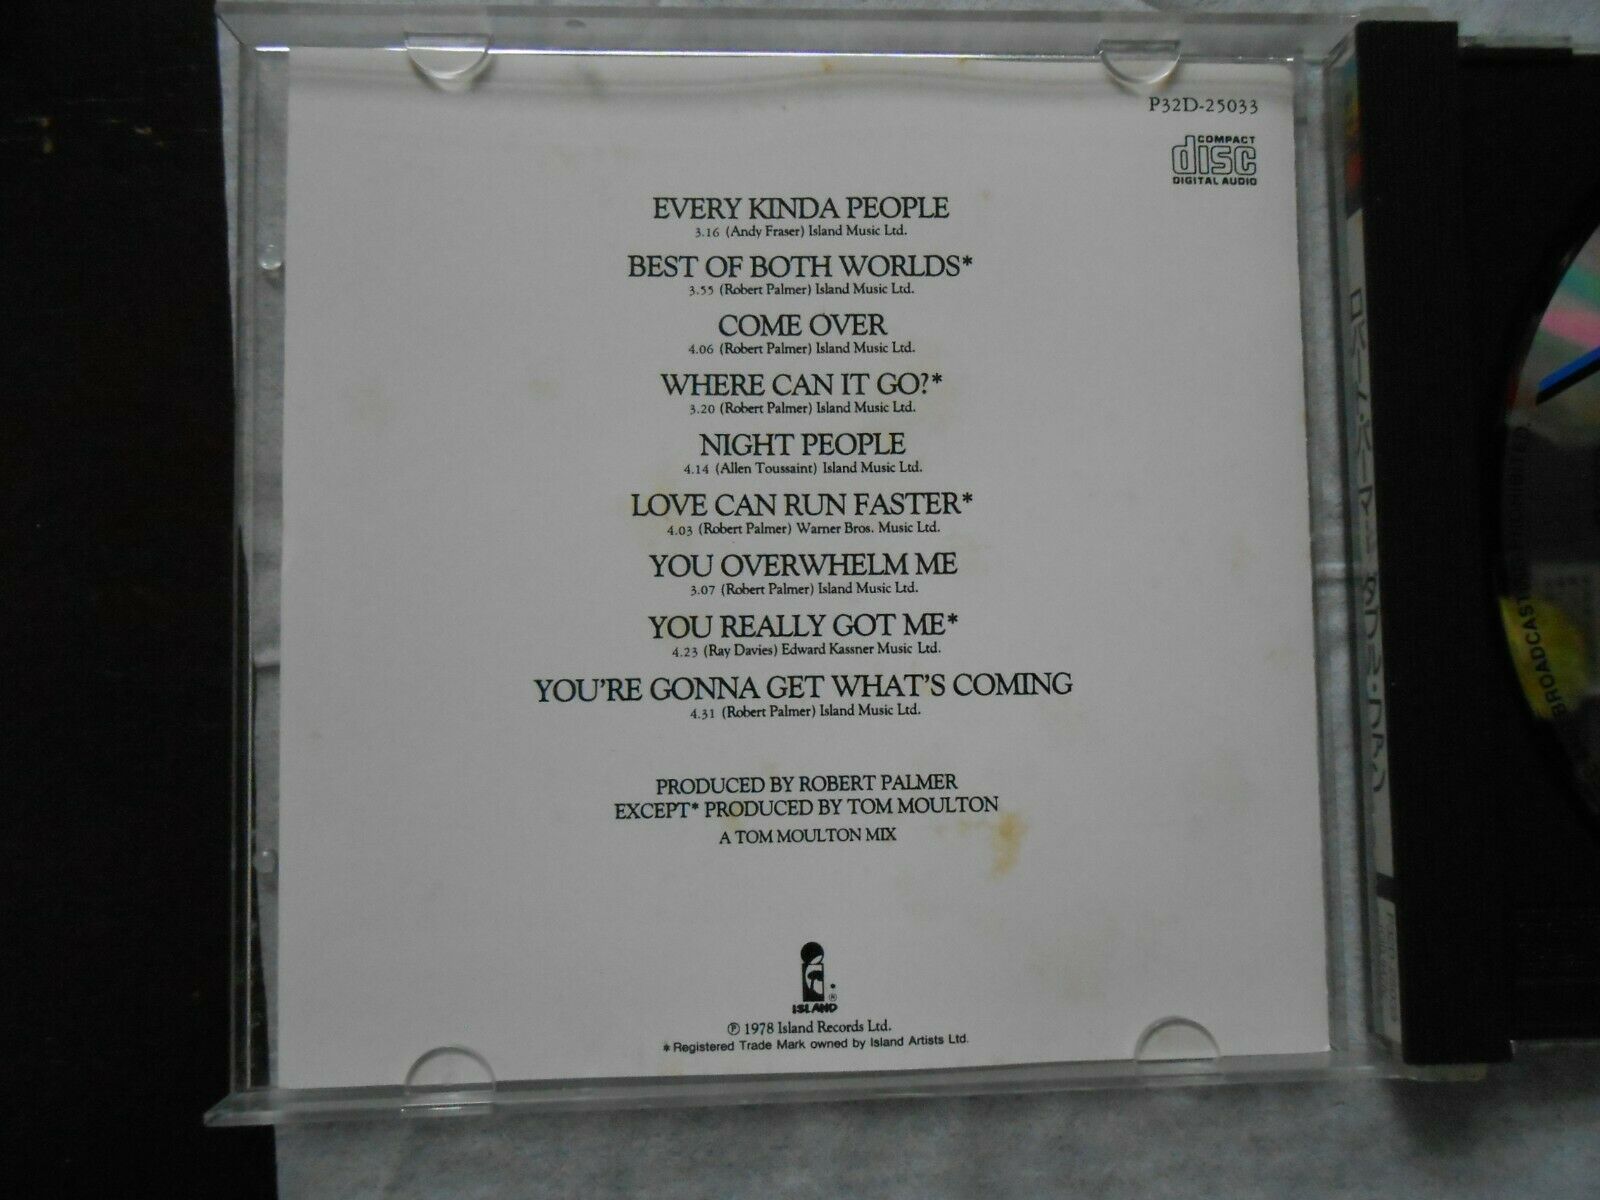 P32D-25033
COMPACT
disc
DIGITAL AUDIO
EVERY KINDA PEOPLE
3.16 (Andy Fraser) Island Music Ltd.
BEST OF BOTH WORLDS*
3.55 (Robert Palmer) Island Music Ltd.
COME OVER
4.06 (Robert Palmer) Island Music Ltd.
WHERE CAN IT GO?*
3.20 (Robert Palmer) Island Music Ltd.
NIGHT PEOPLE
4.14 (Allen Toussaint) Island Music Ltd.
LOVE CAN RUN FASTER*
4.03 (Robert Palmer) Warner Bros. Music Ltd.
YOU OVERWHELM ME
3.07 (Robert Palmer) Island Music Ltd.
YOU REALLY GOT ME*
4.23 (Ray Davies) Edward Kassner Music Ltd.
YOU'RE GONNA GET WHAT'S COMING
4.31 (Robert Palmer) Island Music Ltd.
PRODUCED BY ROBERT PALMER
EXCEPT* PRODUCED BY TOM MOULTON
A TOM MOULTON MIX
®
ISLAND
℗ 1978 Island Records Ltd.
* Registered Trade Mark owned by Island Artists Ltd.
BROADCASTING PROHIBITED